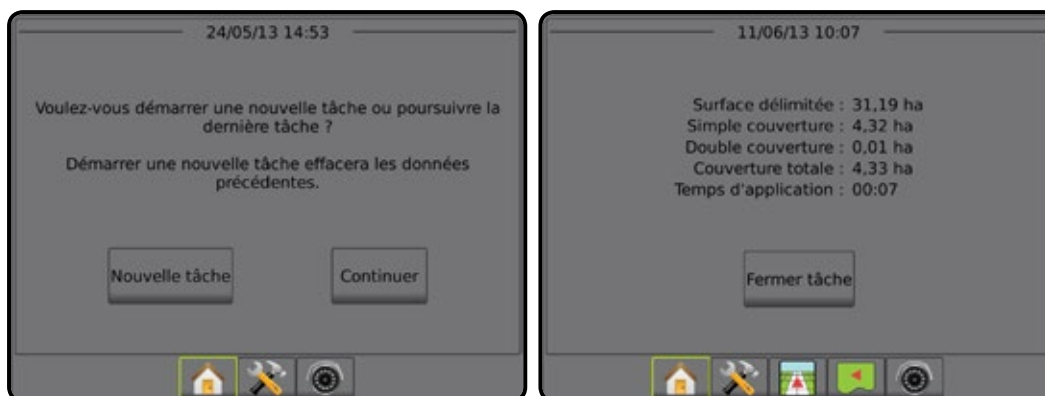 24/05/13 14:53
Voulez-vous démarrer une nouvelle tâche ou poursuivre la
dernière tâche ?
Démarrer une nouvelle tâche effacera les données
précédentes.
Nouvelle tâche
Continuer
11/06/13 10:07
Surface délimitée : 31,19 ha
Simple couverture : 4,32 ha
Double couverture : 0,01 ha
Couverture totale : 4,33 ha
Temps d'application : 00:07
Fermer tâche